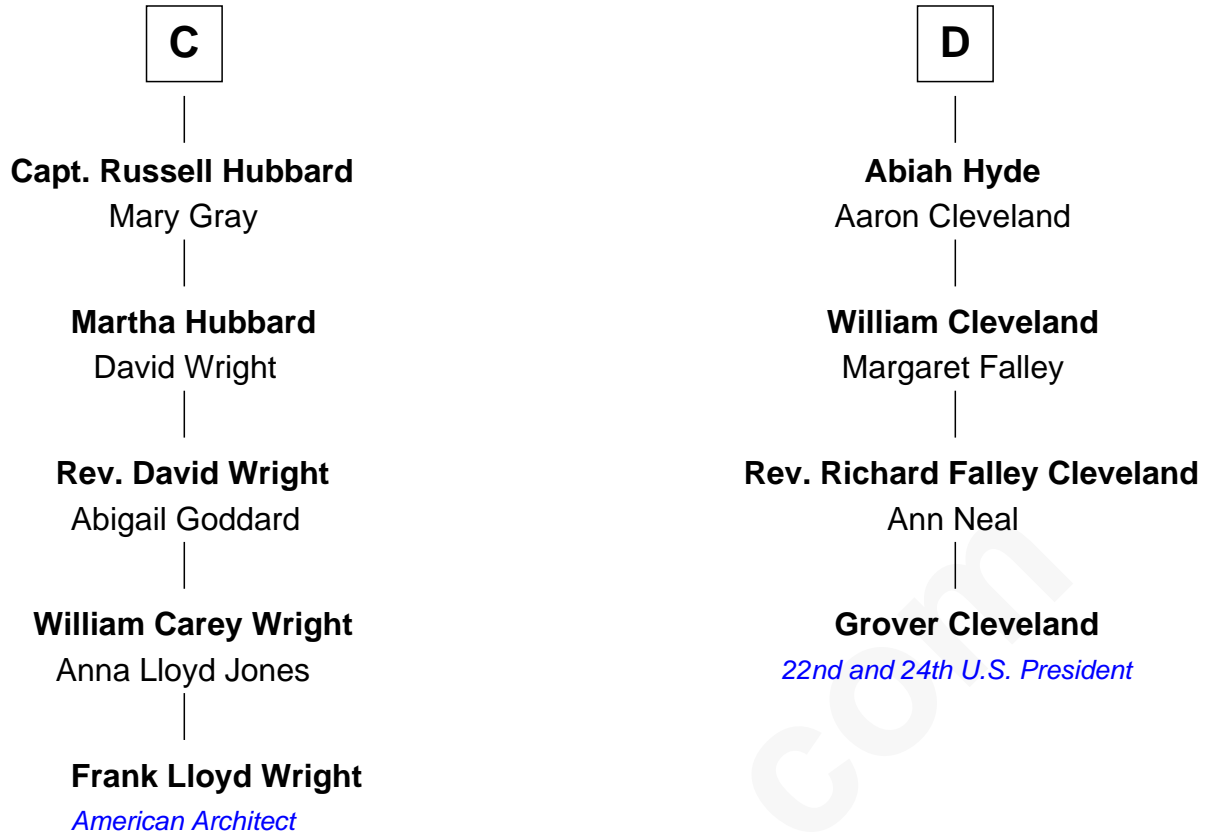 C
Capt. Russell Hubbard
Mary Gray
Martha Hubbard
David Wright
Rev. David Wright
Abigail Goddard
William Carey Wright
Anna Lloyd Jones
Frank Lloyd Wright
American Architect
D
Abiah Hyde
Aaron Cleveland
William Cleveland
Margaret Falley
Rev. Richard Falley Cleveland
Ann Neal
Grover Cleveland
22nd and 24th U.S. President
com